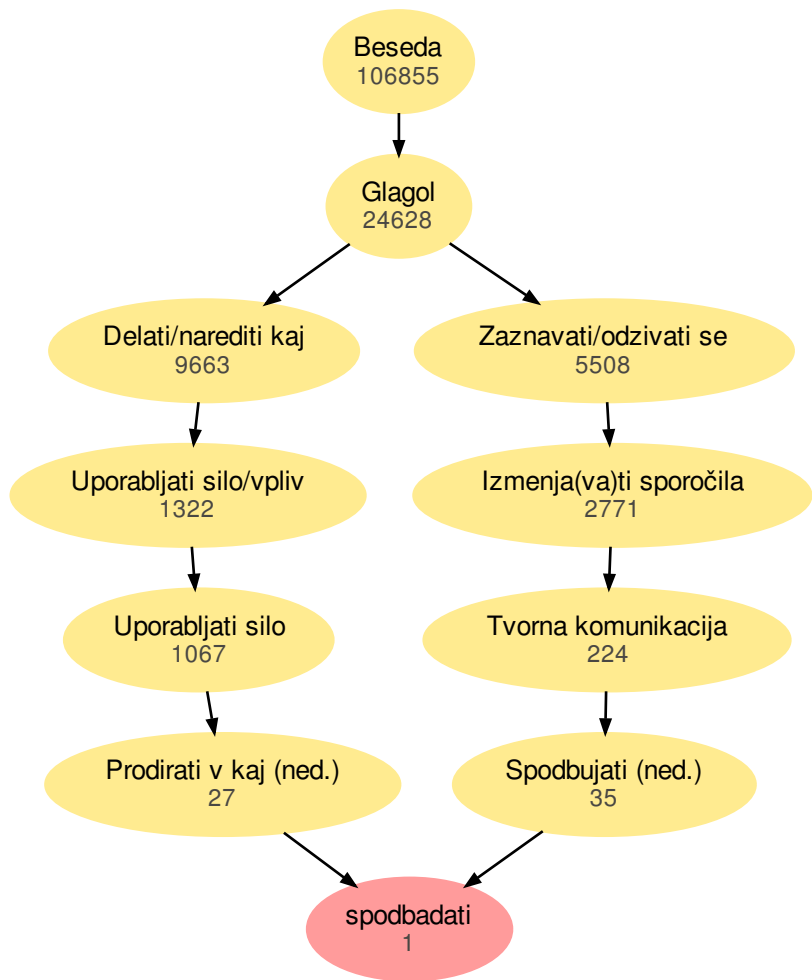 Beseda
106855
Glagol
24628
Delati/narediti kaj
9663
Zaznavati/odzivati se
5508
Uporabljati silo/vpliv
1322
Izmenja(va)ti sporočila
2771
Uporabljati silo
1067
Tvorna komunikacija
224
Prodirati v kaj (ned.)
27
Spodbujati (ned.)
35
spodbadati
1